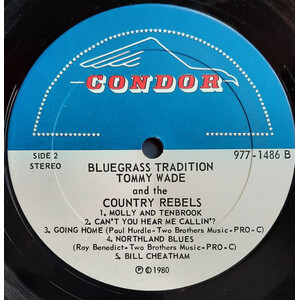 CONDOR
SIDE 2
STEREO
977-1486 B
BLUEGRASS TRADITION
TOMMY WADE
and the
COUNTRY REBELS
1. MOLLY AND TENBROOK
2. CAN'T YOU HEAR ME CALLIN'?
3. GOING HOME (Paul Hurdle-Two Brothers Music-PRO-C)
4. NORTHLAND BLUES
(Ray Benedict-Two Brothers Music-PRO-C)
5. BILL CHEATHAM
℗ © 1980